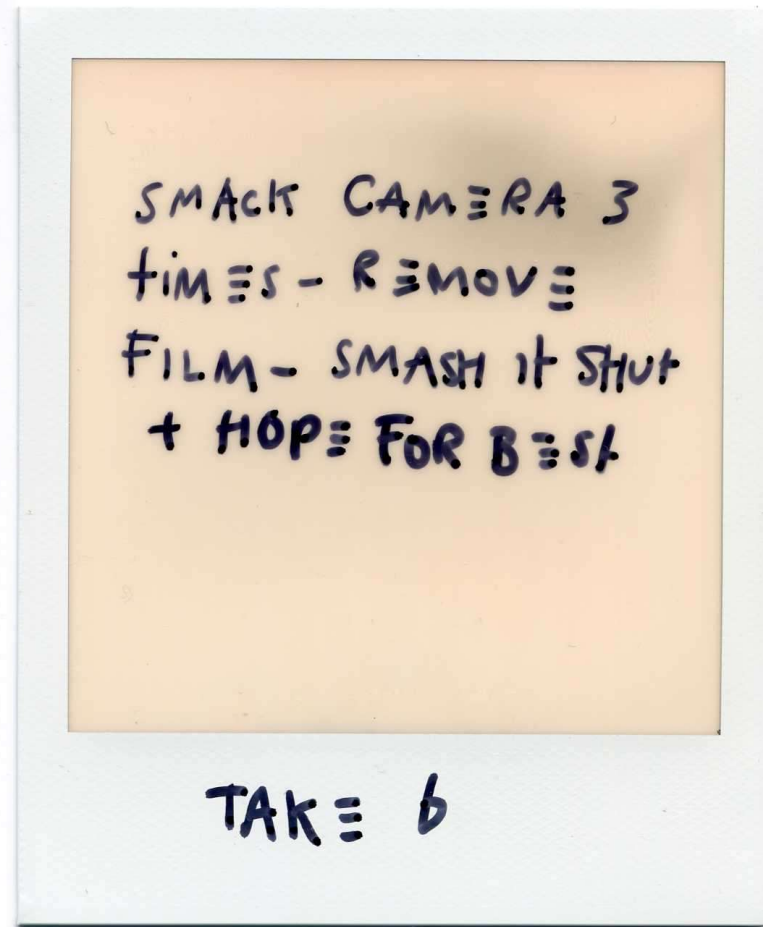 SMACK CAMERA 3
tiMES - REMOVE
FILM - SMASH it SHUt
+ HOPE FOR BESt
TAKE 6